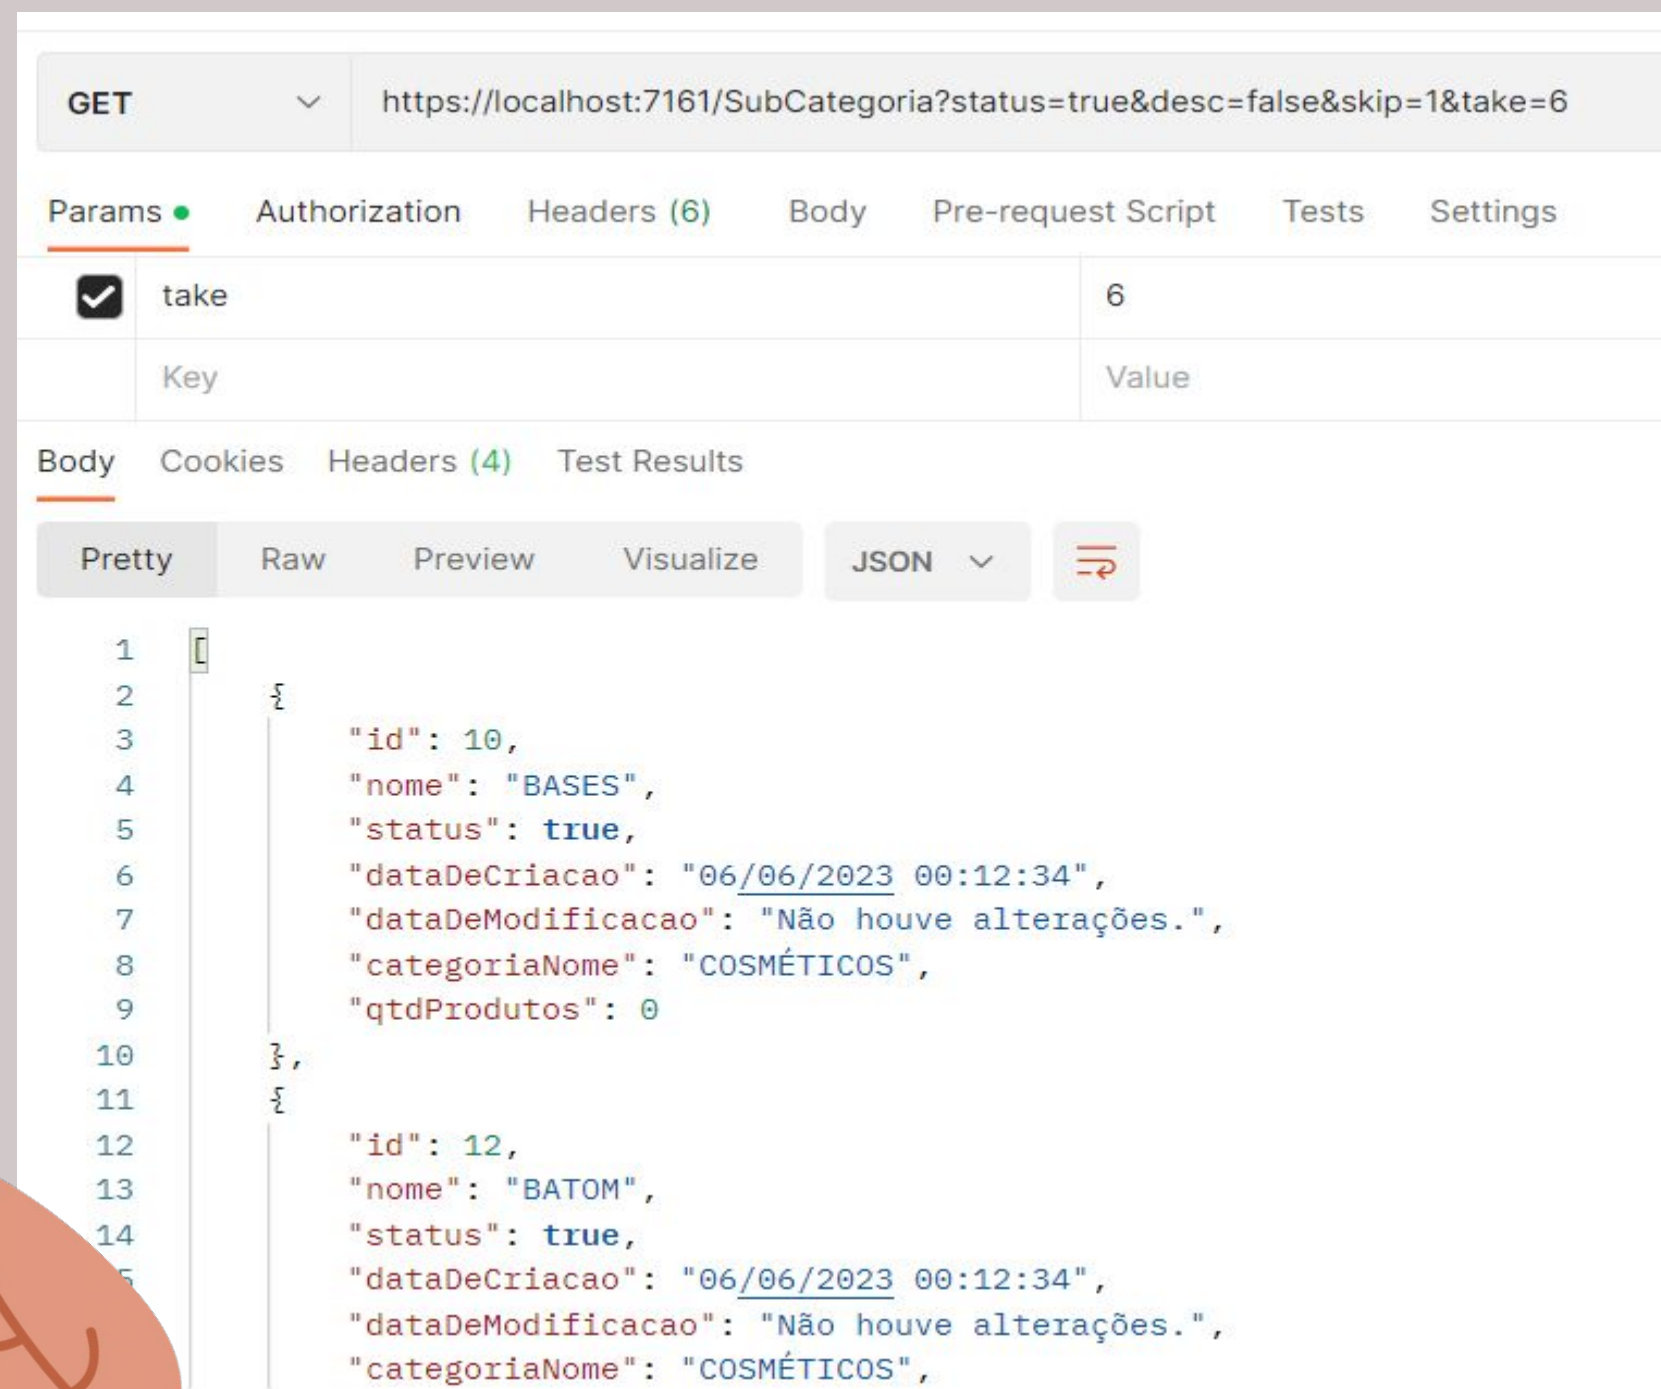 GET https://localhost:7161/SubCategoria?status=true&desc=false&skip=1&take=6
Params Authorization Headers (6) Body Pre-request Script Tests Settings
take 6
Key Value
Body Cookies Headers (4) Test Results
Pretty Raw Preview Visualize JSON
1 [
2 {
3 "id": 10,
4 "nome": "BASES",
5 "status": true,
6 "dataDeCriacao": "06/06/2023 00:12:34",
7 "dataDeModificacao": "Não houve alterações.",
8 "categoriaNome": "COSMÉTICOS",
9 "qtdProdutos": 0
10 },
11 {
12 "id": 12,
13 "nome": "BATOM",
14 "status": true,
"dataDeCriacao": "06/06/2023 00:12:34",
"dataDeModificacao": "Não houve alterações.",
"categoriaNome": "COSMÉTICOS",